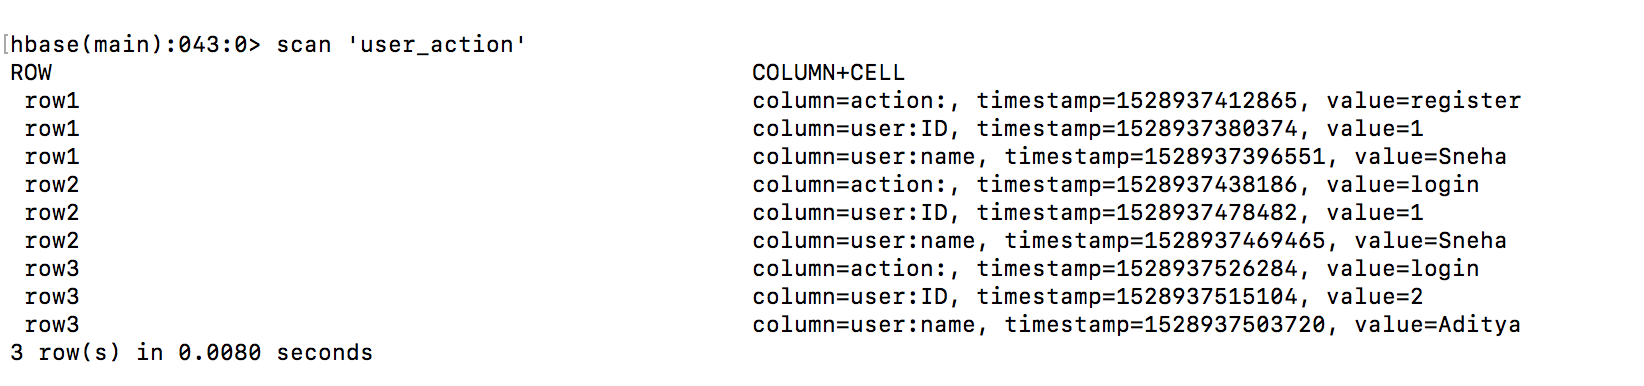 hbase(main):043:0> scan 'user_action'
ROW COLUMN+CELL
row1 column=action:, timestamp=1528937412865, value=register
row1 column=user:ID, timestamp=1528937380374, value=1
row1 column=user:name, timestamp=1528937396551, value=Sneha
row2 column=action:, timestamp=1528937438186, value=login
row2 column=user:ID, timestamp=1528937478482, value=1
row2 column=user:name, timestamp=1528937469465, value=Sneha
row3 column=action:, timestamp=1528937526284, value=login
row3 column=user:ID, timestamp=1528937515104, value=2
row3 column=user:name, timestamp=1528937503720, value=Aditya
3 row(s) in 0.0080 seconds